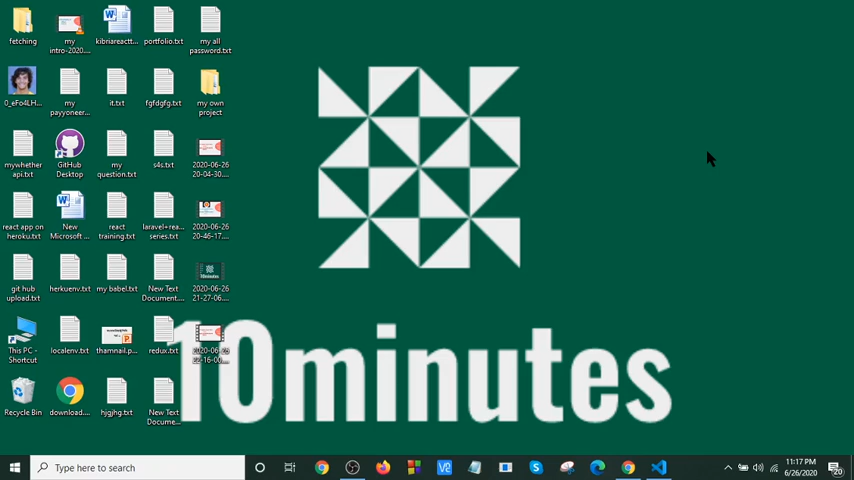 fetching
my
intro-2020....
kibriareactt...
portfolio.txt
my all
password.txt
0_eFo4LH...
my
payyoneer...
it.txt
fgfdgfg.txt
my own
project
mywhether
api.txt
GitHub
Desktop
my
question.txt
s4s.txt
2020-06-26
20-04-30....
react app on
heroku.txt
New
Microsoft ...
react
training.txt
laravel+rea...
series.txt
2020-06-26
20-46-17....
git hub
upload.txt
herkuenv.txt
my babel.txt
New Text
Document....
2020-06-26
21-27-06....
This PC -
Shortcut
localenv.txt
thamnail.p...
redux.txt
2020-06-26
Recycle Bin
download....
hjgjhg.txt
New Text
Docume...
10minutes
Type here to search
11:17 PM
6/26/2020
20